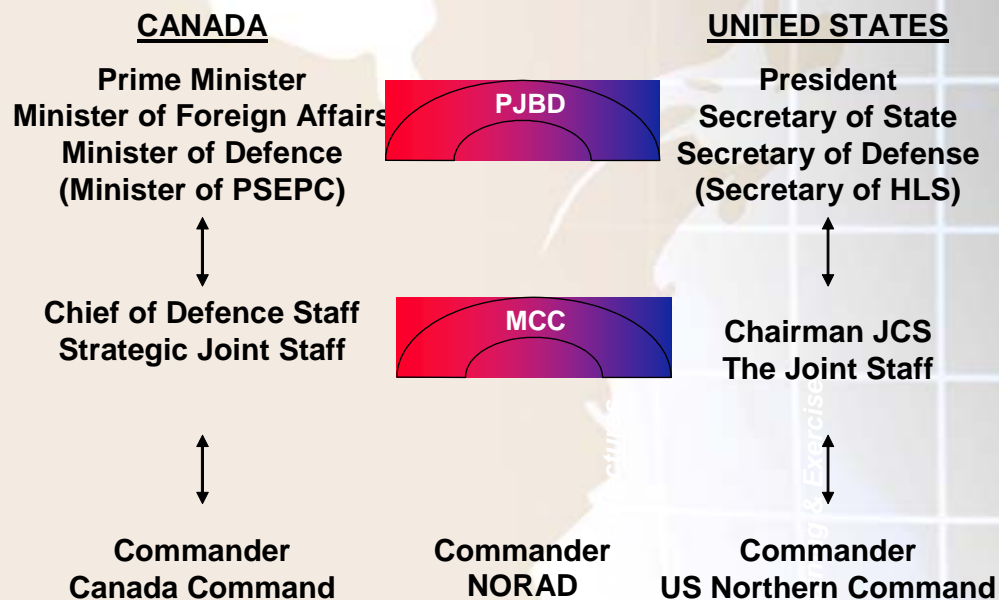 CANADA
Prime Minister
Minister of Foreign Affairs
Minister of Defence
(Minister of PSEPC)
PJBD
UNITED STATES
President
Secretary of State
Secretary of Defense
(Secretary of HLS)
Chief of Defence Staff
Strategic Joint Staff
MCC
Chairman JCS
The Joint Staff
Commander
Canada Command
Commander
NORAD
Commander
US Northern Command
& Exercise